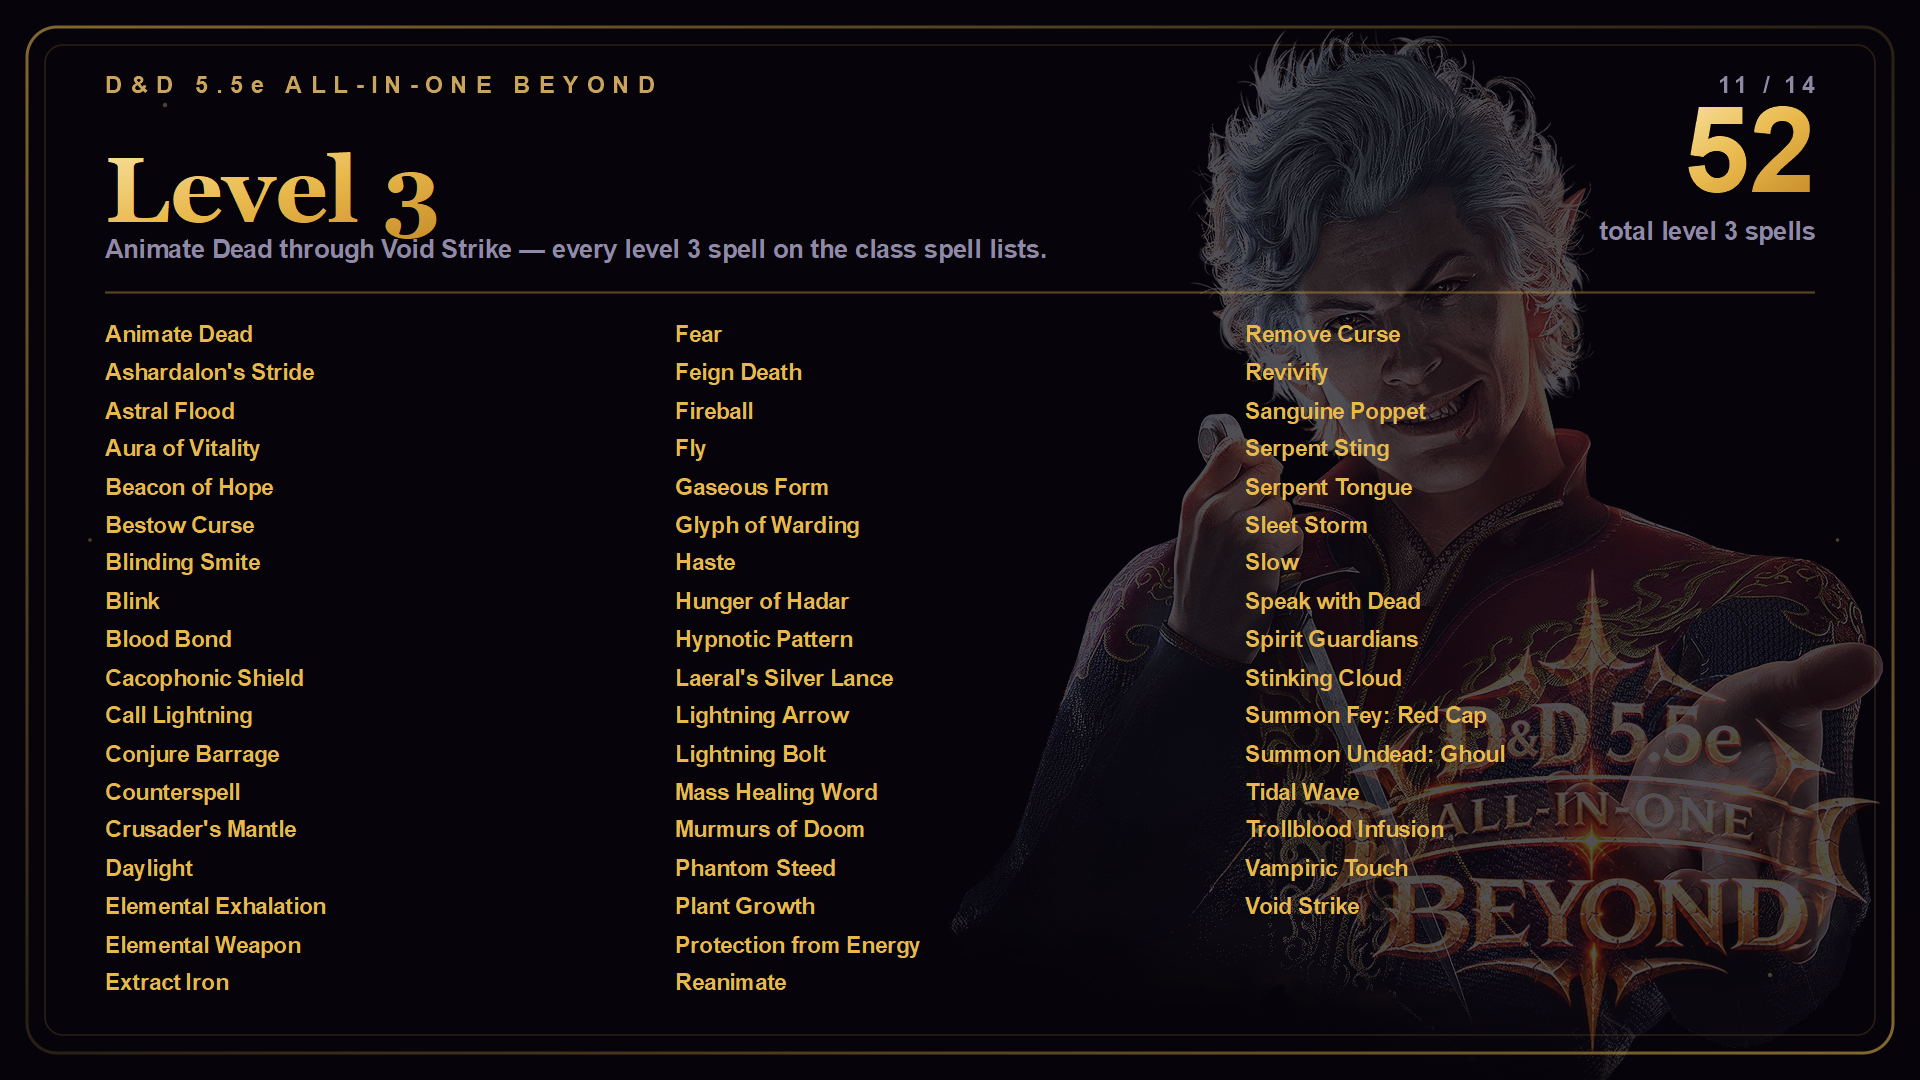 D&D 5.5e ALL-IN-ONE BEYOND
11 / 14
Level 3
52
Animate Dead through Void Strike — every level 3 spell on the class spell lists.
total level 3 spells
Animate Dead
Ashardalon's Stride
Astral Flood
Aura of Vitality
Beacon of Hope
Bestow Curse
Blinding Smite
Blink
Blood Bond
Cacophonic Shield
Call Lightning
Conjure Barrage
Counterspell
Crusader's Mantle
Daylight
Elemental Exhalation
Elemental Weapon
Extract Iron
Fear
Feign Death
Fireball
Fly
Gaseous Form
Glyph of Warding
Haste
Hunger of Hadar
Hypnotic Pattern
Laeral's Silver Lance
Lightning Arrow
Lightning Bolt
Mass Healing Word
Murmurs of Doom
Phantom Steed
Plant Growth
Protection from Energy
Reanimate
Remove Curse
Revivify
Sanguine Poppet
Serpent Sting
Serpent Tongue
Sleet Storm
Slow
Speak with Dead
Spirit Guardians
Stinking Cloud
Summon Fey: Red Cap
Summon Undead: Ghoul
Tidal Wave
Trollblood Infusion
Vampiric Touch
Void Strike
D&D 5.5e
ALL-IN-ONE
BEYOND